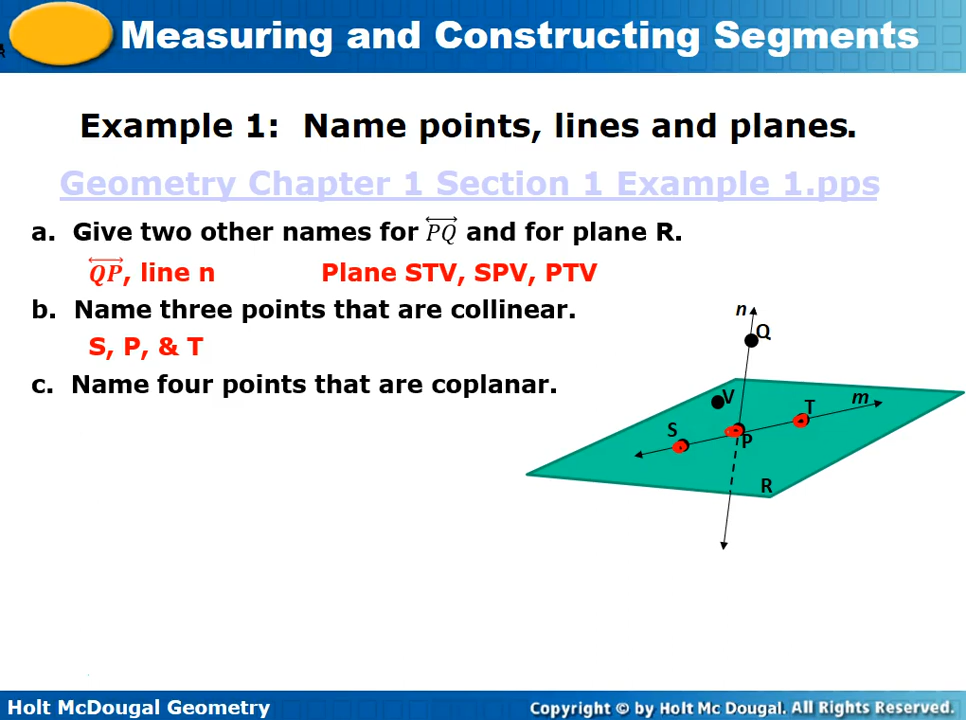 Measuring and Constructing Segments
Example 1: Name points, lines and planes.
Geometry Chapter 1 Section 1 Example 1.pps
a. Give two other names for PQ and for plane R.
QP, line n Plane STV, SPV, PTV
b. Name three points that are collinear.
S, P, & T
c. Name four points that are coplanar.
n
Q
V
T
m
S
P
R
Holt McDougal Geometry
Copyright © by Holt Mc Dougal. All Rights Reserved.